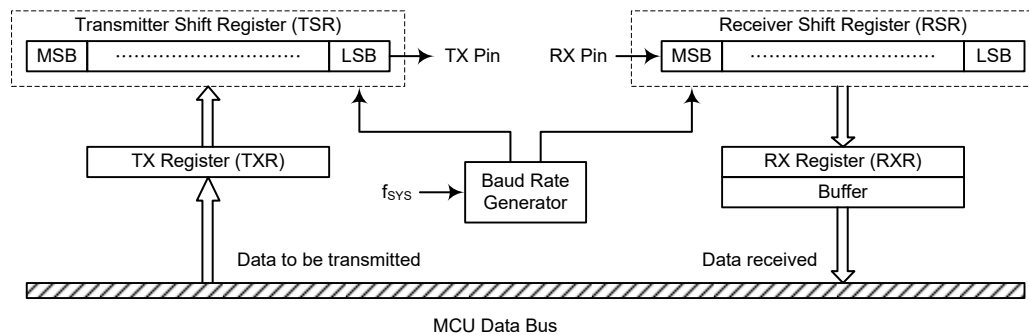 Transmitter Shift Register (TSR)
Receiver Shift Register (RSR)
MSB ........................... LSB
TX Pin
RX Pin
MSB ........................... LSB
TX Register (TXR)
fSYS
Baud Rate
Generator
RX Register (RXR)
Buffer
Data to be transmitted
Data received
MCU Data Bus